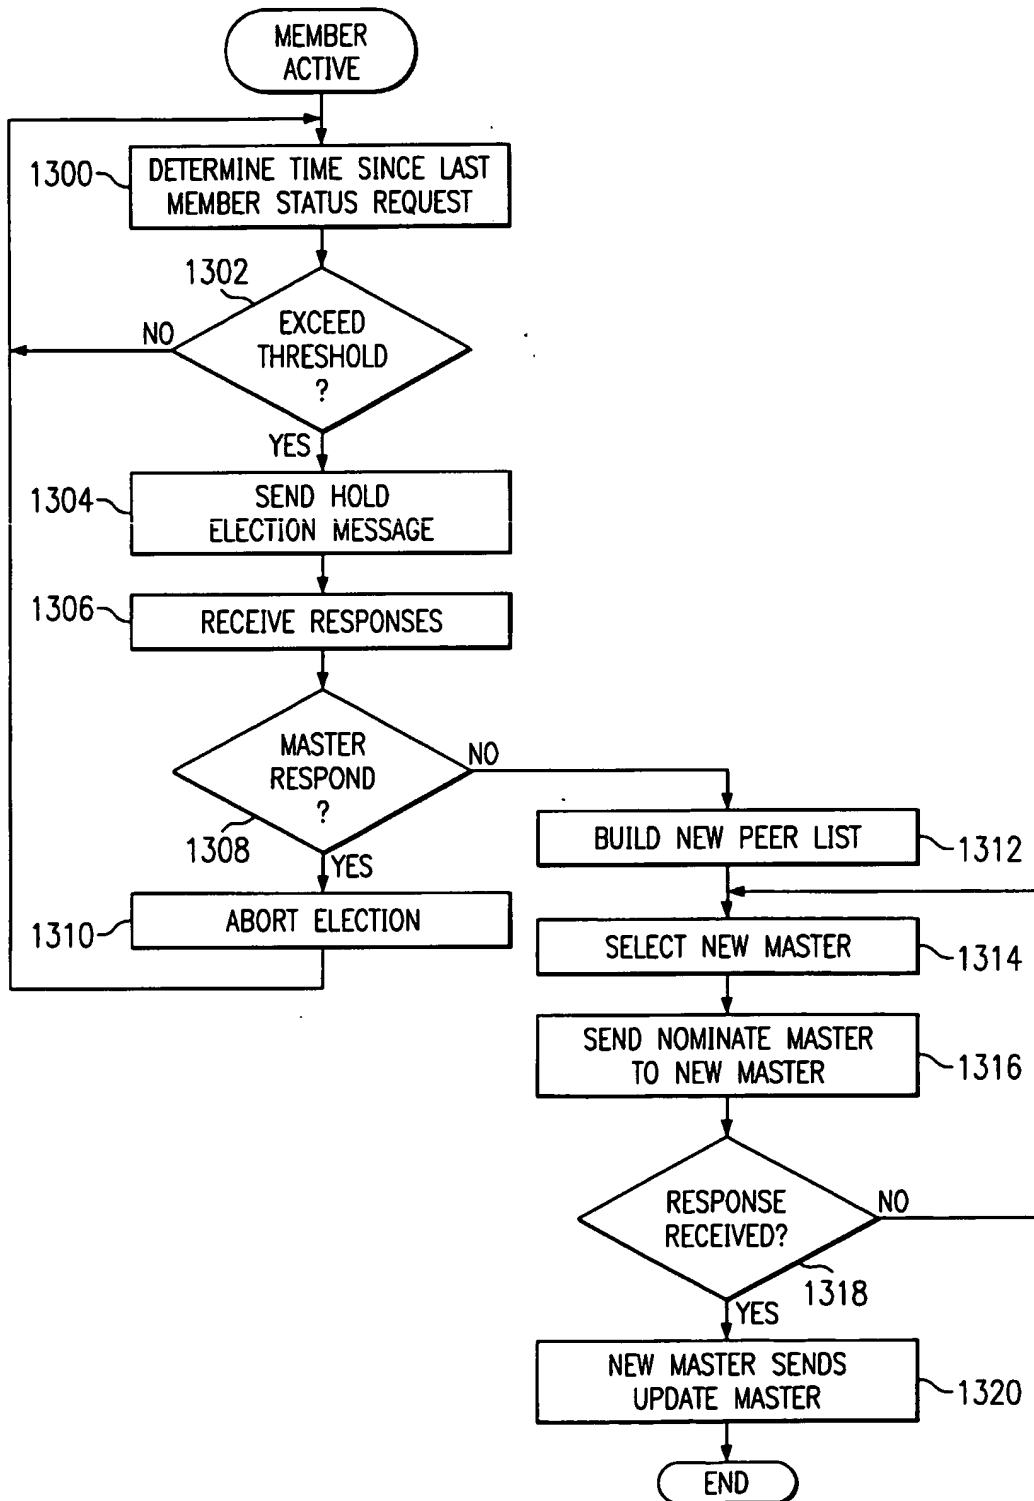 MEMBER
ACTIVE
1300
DETERMINE TIME SINCE LAST
MEMBER STATUS REQUEST
1302
EXCEED
THRESHOLD
?
NO
YES
1304
SEND HOLD
ELECTION MESSAGE
1306
RECEIVE RESPONSES
MASTER
RESPOND
?
NO
1308
YES
1310
ABORT ELECTION
BUILD NEW PEER LIST
1312
SELECT NEW MASTER
1314
SEND NOMINATE MASTER
TO NEW MASTER
1316
RESPONSE
RECEIVED?
NO
1318
YES
NEW MASTER SENDS
UPDATE MASTER
1320
END